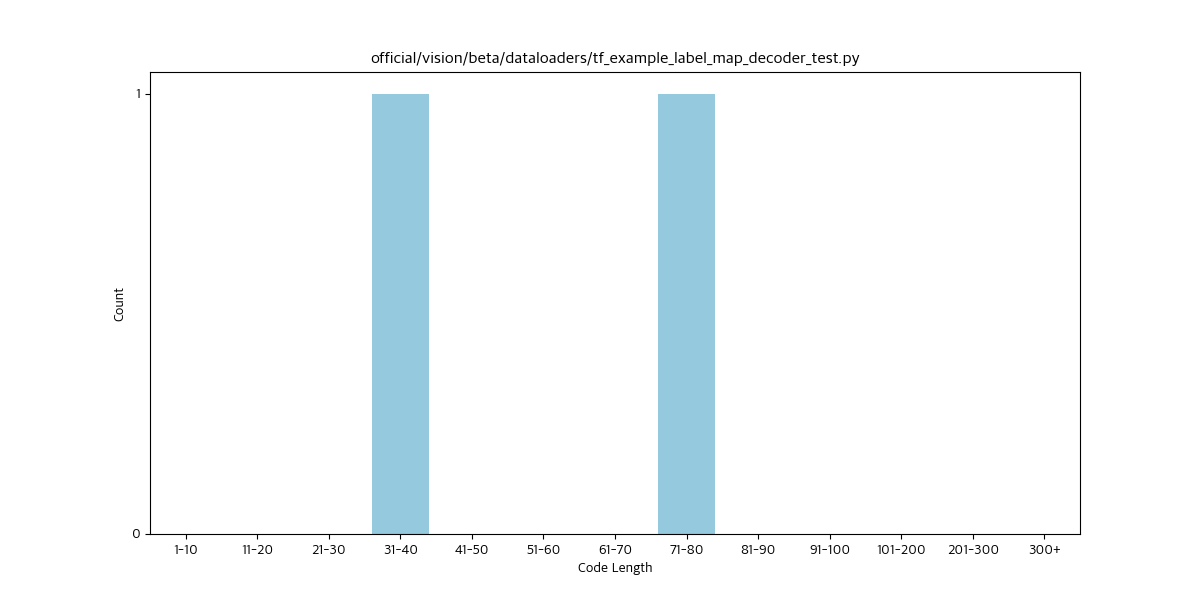 official/vision/beta/dataloaders/tf_example_label_map_decoder_test.py
1
Count
0
1-10 11-20 21-30 31-40 41-50 51-60 61-70 71-80 81-90 91-100 101-200 201-300 300+
Code Length